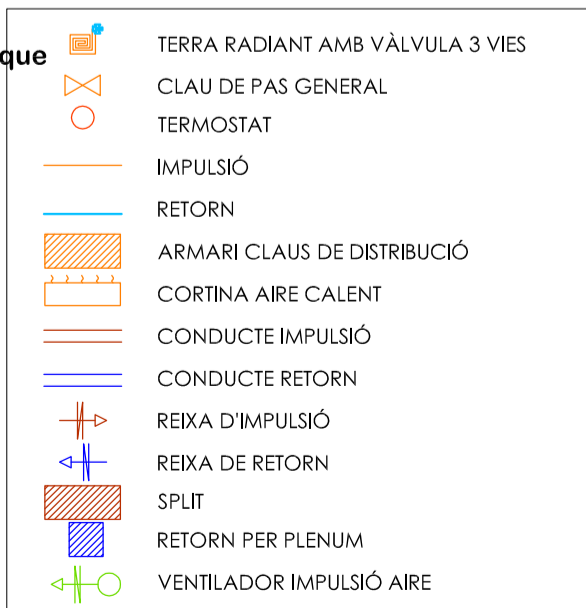 que
TERRA RADIANT AMB VÀLVULA 3 VIES
CLAU DE PAS GENERAL
TERMOSTAT
IMPULSIÓ
RETORN
ARMARI CLAUS DE DISTRIBUCIÓ
CORTINA AIRE CALENT
CONDUCTE IMPULSIÓ
CONDUCTE RETORN
REIXA D'IMPULSIÓ
REIXA DE RETORN
SPLIT
RETORN PER PLENUM
VENTILADOR IMPULSIÓ AIRE